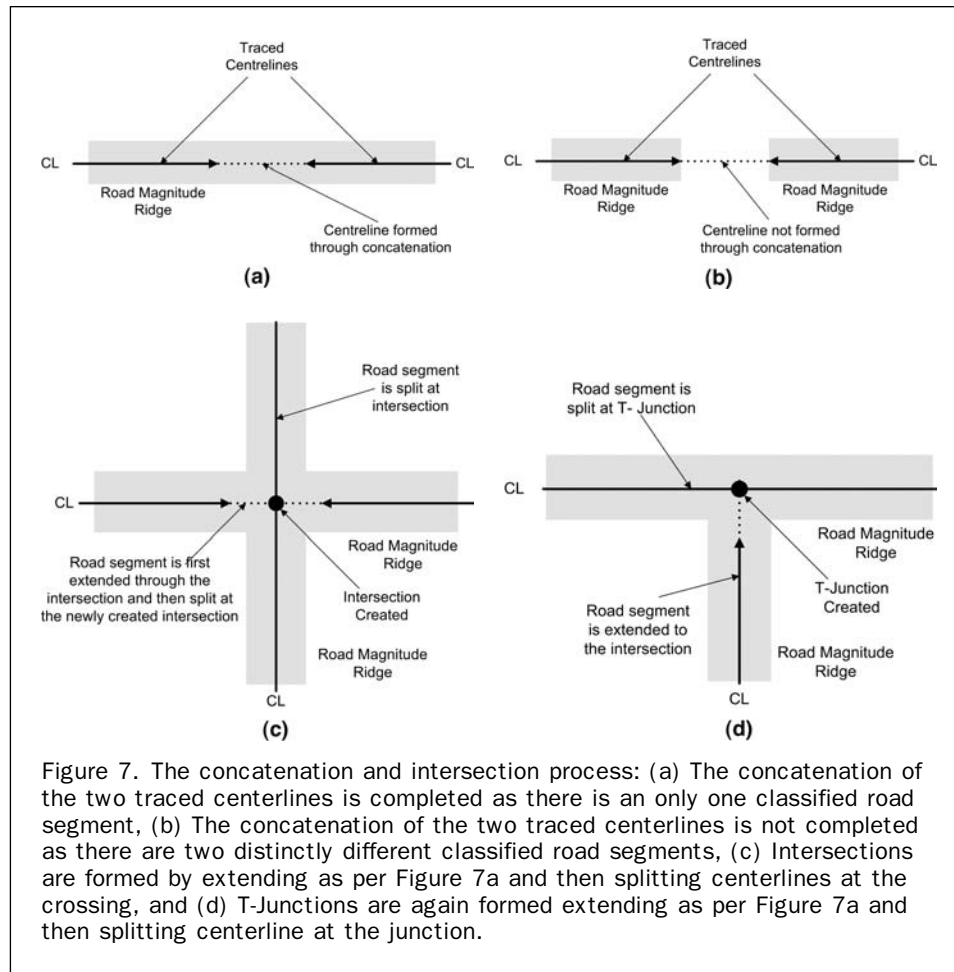 Traced
Centrelines
CL
CL
Road Magnitude
Ridge
Centreline formed
through concatenation
(a)
Traced
Centrelines
CL
CL
Road Magnitude
Ridge
Road Magnitude
Ridge
Centreline not formed
through concatenation
(b)
Road segment
is split at
intersection
CL
Road segment is first
extended through the
intersection and then split at
the newly created intersection
Road Magnitude
Ridge
Intersection
Created
Road Magnitude
Ridge
CL
(c)
Road segment is
split at T- Junction
CL
Road Magnitude
Ridge
T-Junction
Created
Road segment
is extended to
the intersection
Road Magnitude
Ridge
CL
(d)
Figure 7. The concatenation and intersection process: (a) The concatenation of
the two traced centerlines is completed as there is an only one classified road
segment, (b) The concatenation of the two traced centerlines is not completed
as there are two distinctly different classified road segments, (c) Intersections
are formed by extending as per Figure 7a and then splitting centerlines at the
crossing, and (d) T-Junctions are again formed extending as per Figure 7a and
then splitting centerline at the junction.